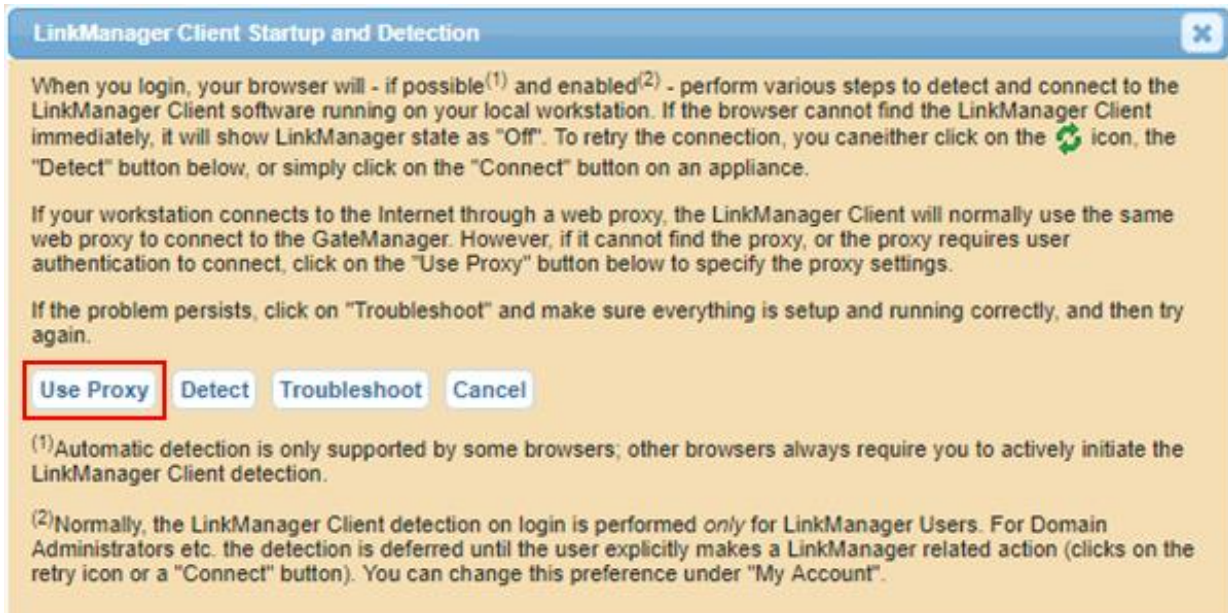 LinkManager Client Startup and Detection
When you login, your browser will - if possible(1) and enabled(2) - perform various steps to detect and connect to the
LinkManager Client software running on your local workstation. If the browser cannot find the LinkManager Client
immediately, it will show LinkManager state as "Off". To retry the connection, you caneither click on the icon, the
"Detect" button below, or simply click on the "Connect" button on an appliance.
If your workstation connects to the Internet through a web proxy, the LinkManager Client will normally use the same
web proxy to connect to the GateManager. However, if it cannot find the proxy, or the proxy requires user
authentication to connect, click on the "Use Proxy" button below to specify the proxy settings.
If the problem persists, click on "Troubleshoot" and make sure everything is setup and running correctly, and then try
again.
Use Proxy Detect Troubleshoot Cancel
(1)Automatic detection is only supported by some browsers; other browsers always require you to actively initiate the
LinkManager Client detection.
(2)Normally, the LinkManager Client detection on login is performed only for LinkManager Users. For Domain
Administrators etc. the detection is deferred until the user explicitly makes a LinkManager related action (clicks on the
retry icon or a "Connect" button). You can change this preference under "My Account".